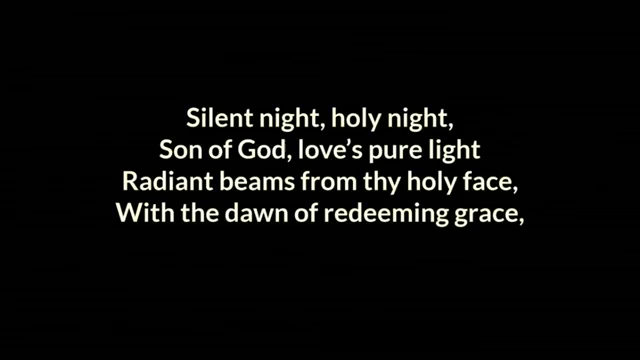 Silent night, holy night,
Son of God, love’s pure light
Radiant beams from thy holy face,
With the dawn of redeeming grace,